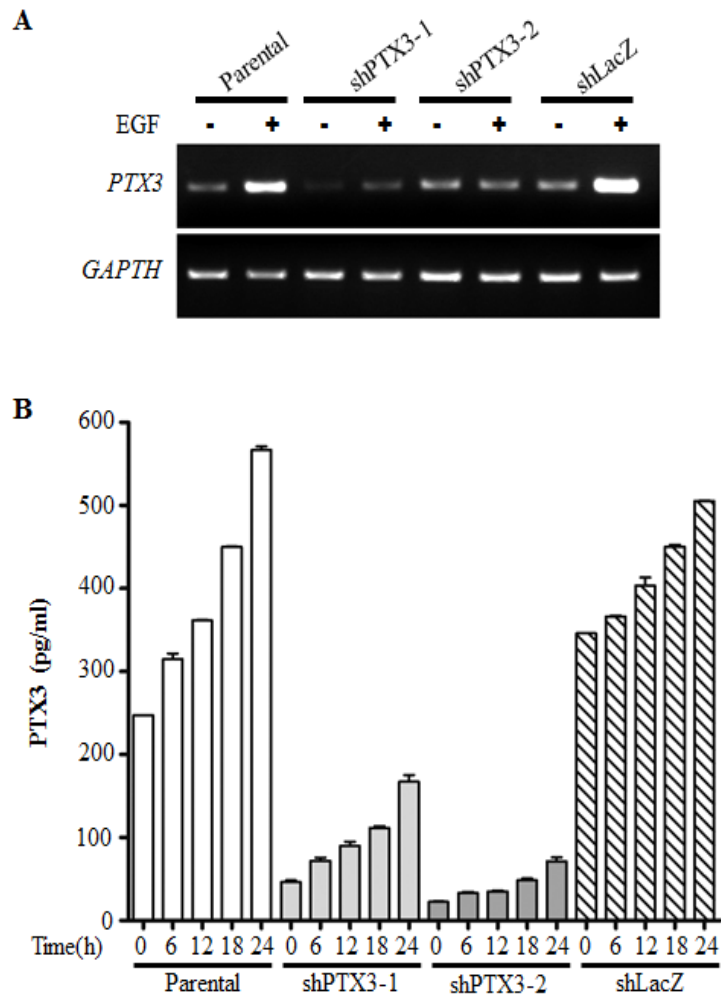 A
Parental shPTX3-1 shPTX3-2 shLacZ
EGF - + - + - + - +
PTX3
GAPTH
B
600
500
400
300
200
100
0
PTX3 (pg/ml)
Time(h) 0 6 12 18 24 0 6 12 18 24 0 6 12 18 24 0 6 12 18 24
Parental shPTX3-1 shPTX3-2 shLacZ